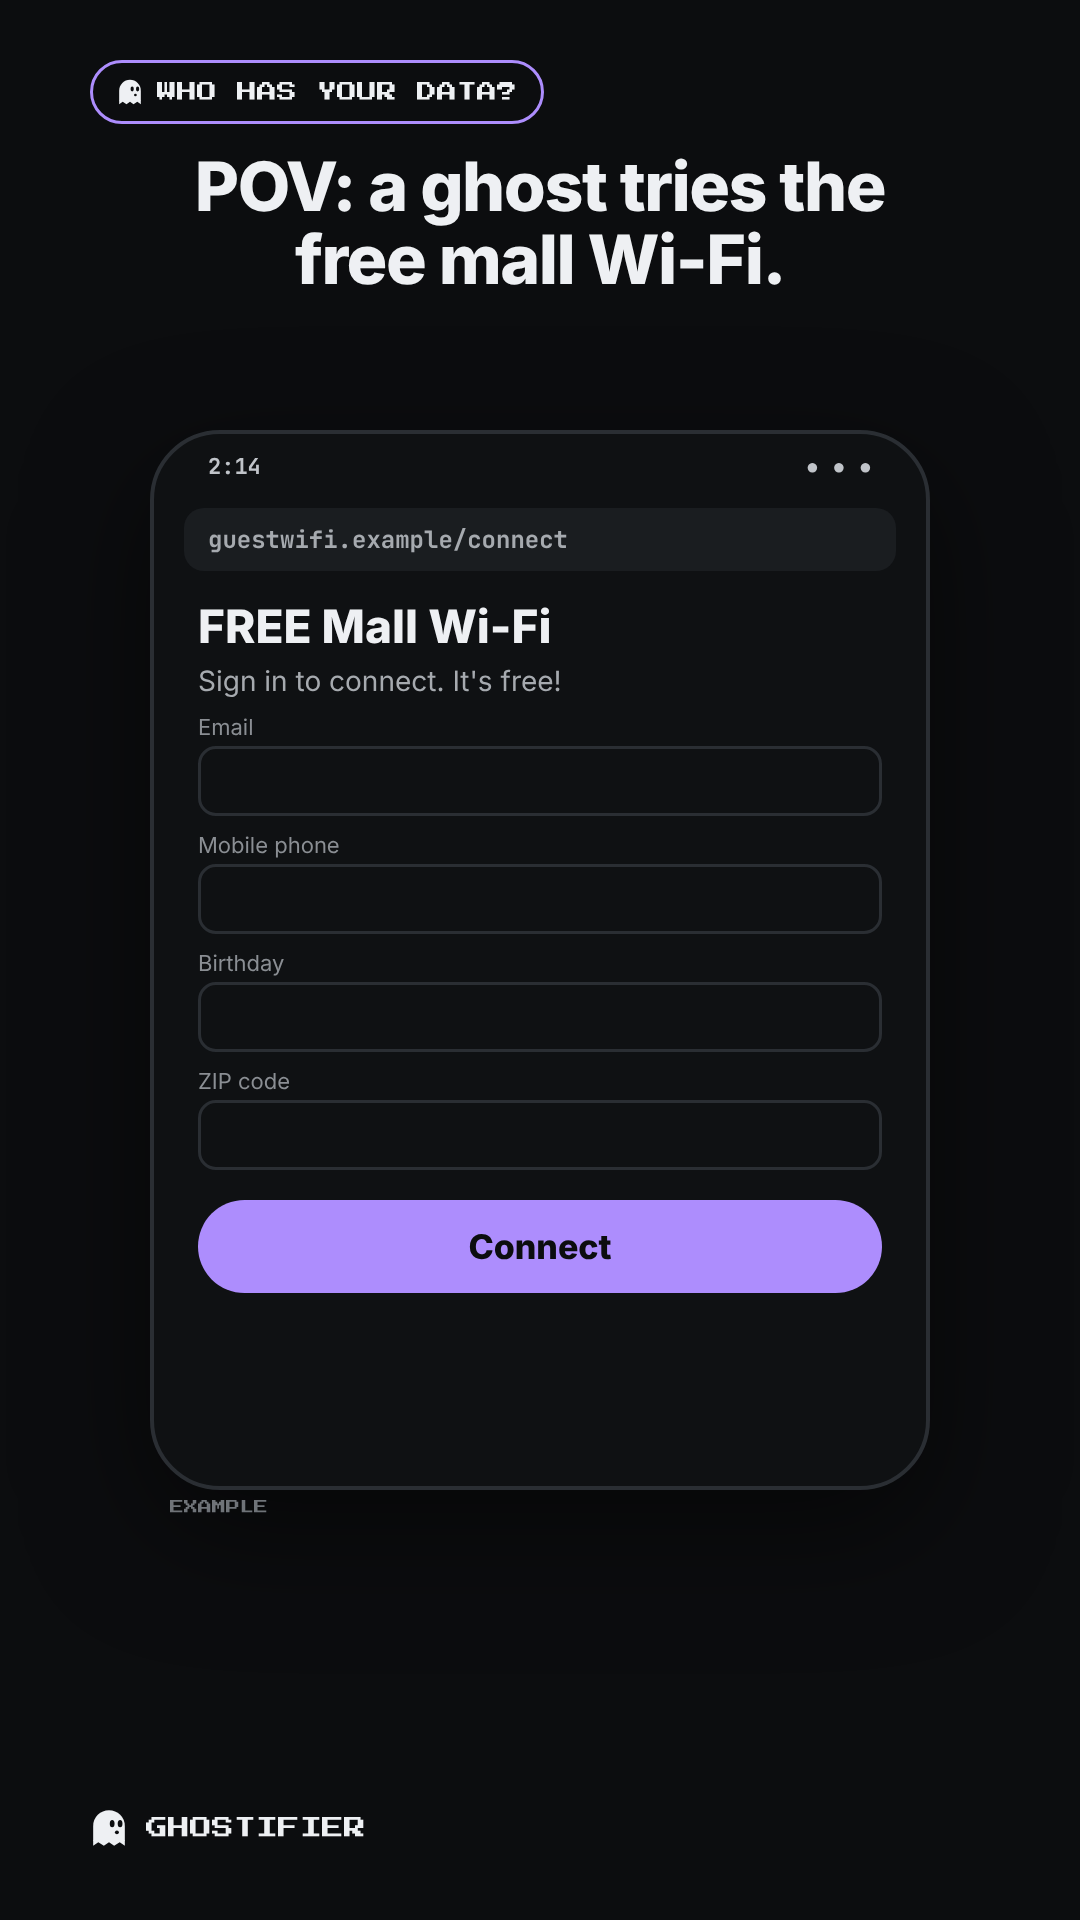 WHO HAS YOUR DATA?
POV: a ghost tries the
free mall Wi-Fi.
2:14
guestwifi.example/connect
FREE Mall Wi-Fi
Sign in to connect. It's free!
Email
Mobile phone
Birthday
ZIP code
Connect
EXAMPLE
GHOSTIFIER